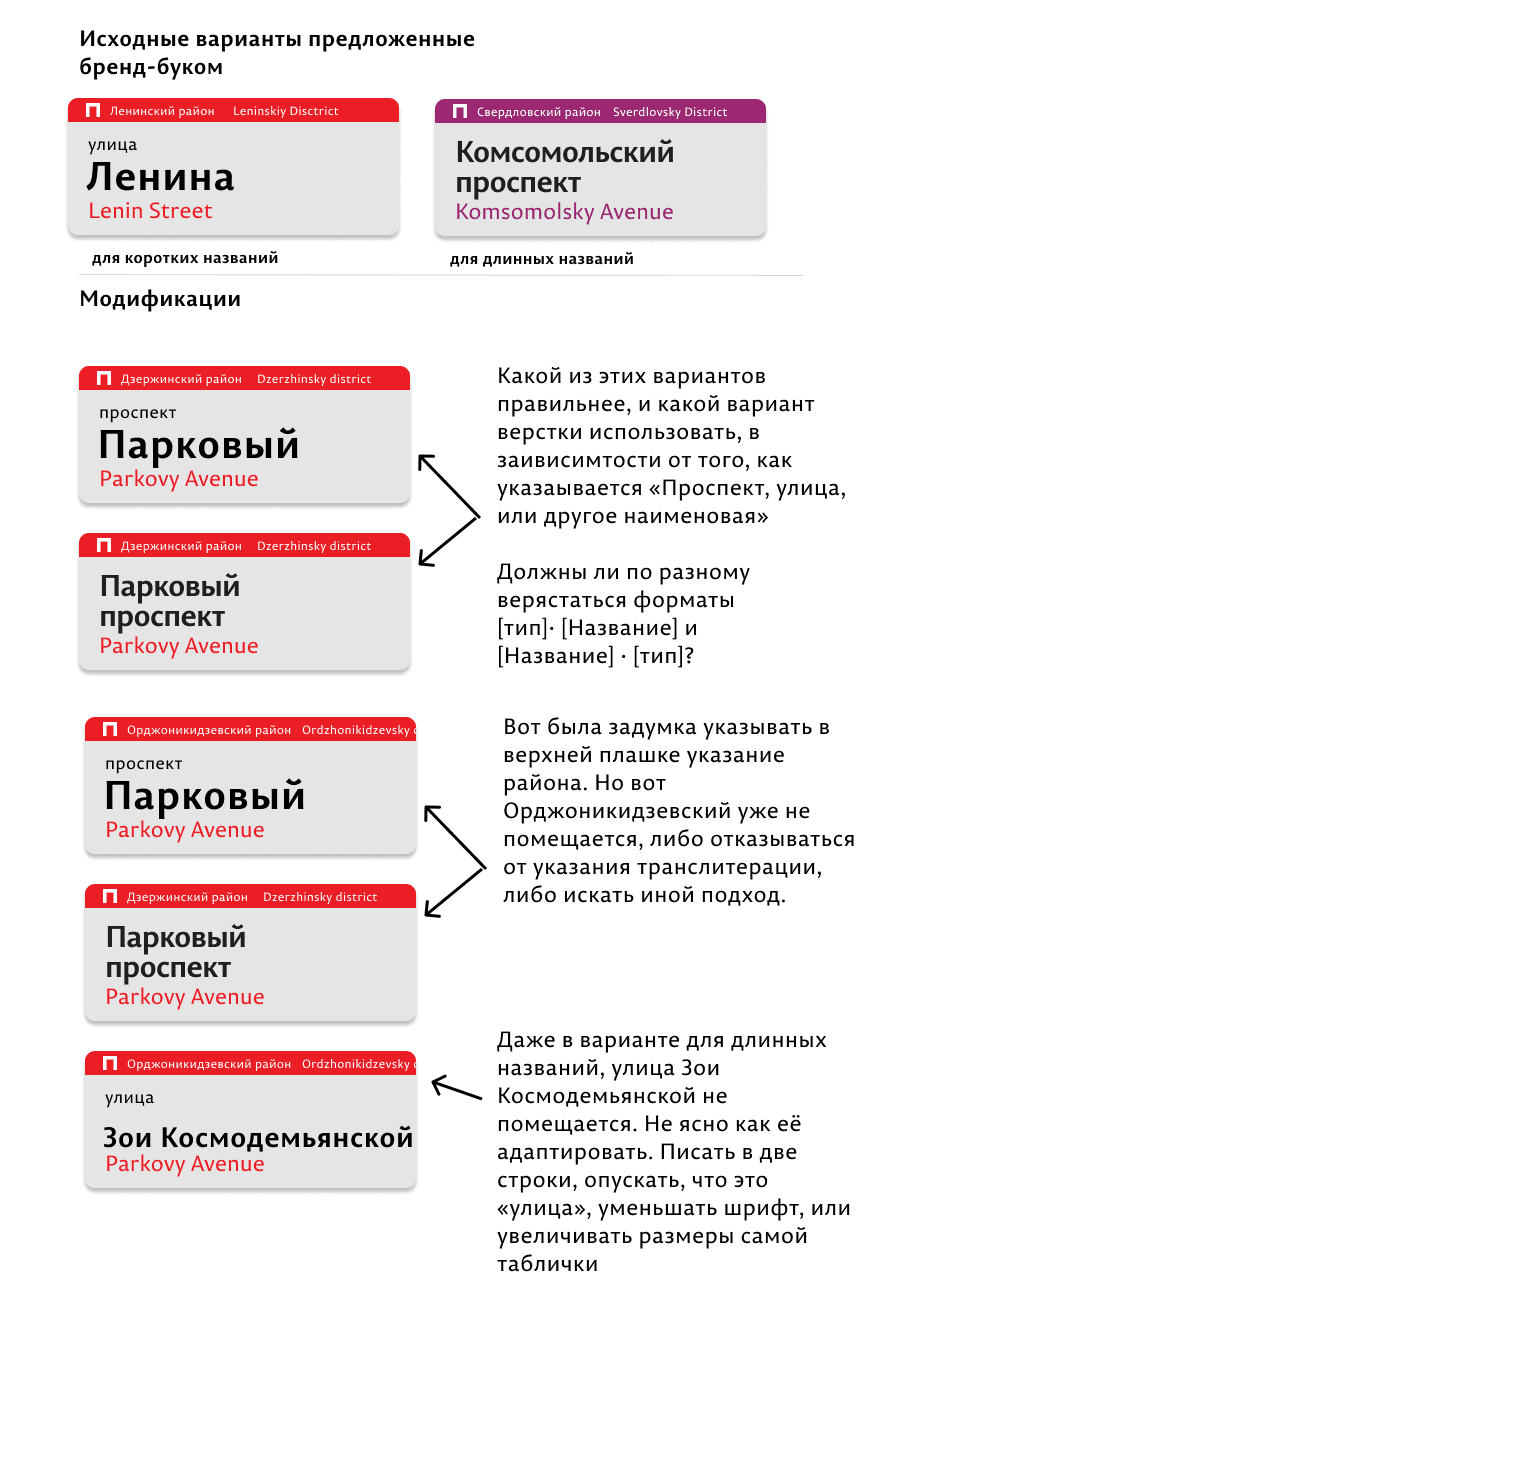 Исходные варианты предложенные
бренд-буком
Ленинский район Leninskiy Disctrict
улица
Ленина
Lenin Street
для коротких названий
Свердловский район Sverdlovsky District
Комсомольский
проспект
Komsomolsky Avenue
для длинных названий
Модификации
Дзержинский район Dzerzhinsky district
проспект
Парковый
Parkovy Avenue
Дзержинский район Dzerzhinsky district
Парковый
проспект
Parkovy Avenue
Какой из этих вариантов
правильнее, и какой вариант
верстки использовать, в
заивисимтости от того, как
указаывается «Проспект, улица,
или другое наименовая»
Должны ли по разному
верястаться форматы
[тип]· [Название] и
[Название] · [тип]?
Орджоникидзевский район Ordzhonikidzevsky
проспект
Парковый
Parkovy Avenue
Дзержинский район Dzerzhinsky district
Парковый
проспект
Parkovy Avenue
Вот была задумка указывать в
верхней плашке указание
района. Но вот
Орджоникидзевский уже не
помещается, либо отказываться
от указания транслитерации,
либо искать иной подход.
Орджоникидзевский район Ordzhonikidzevsky
улица
Зои Космодемьянской
Parkovy Avenue
Даже в варианте для длинных
названий, улица Зои
Космодемьянской не
помещается. Не ясно как её
адаптировать. Писать в две
строки, опускать, что это
«улица», уменьшать шрифт, или
увеличивать размеры самой
таблички